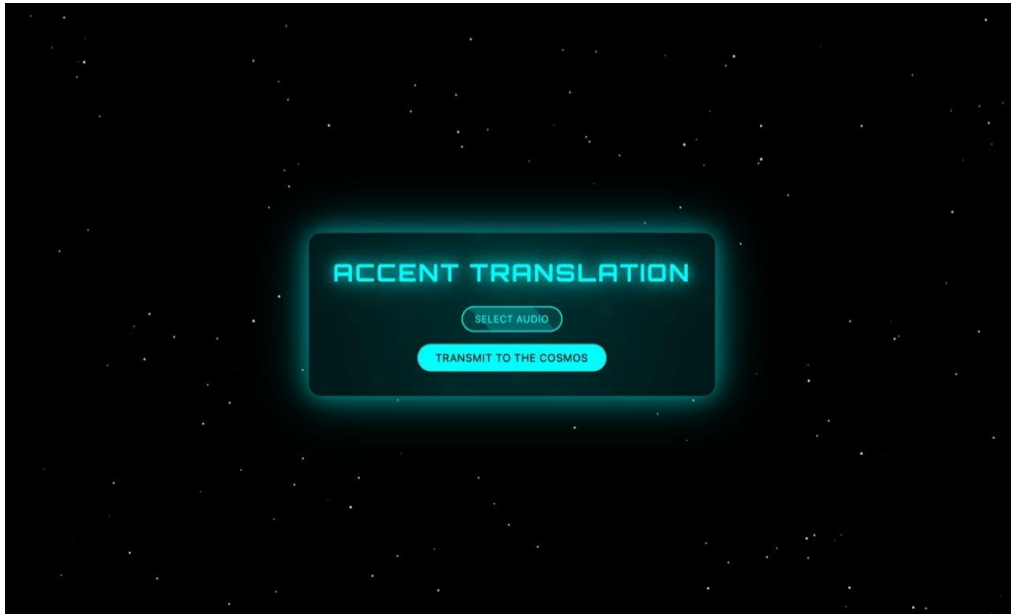 ACCENT TRANSLATION
SELECT AUDIO
TRANSMIT TO THE COSMOS